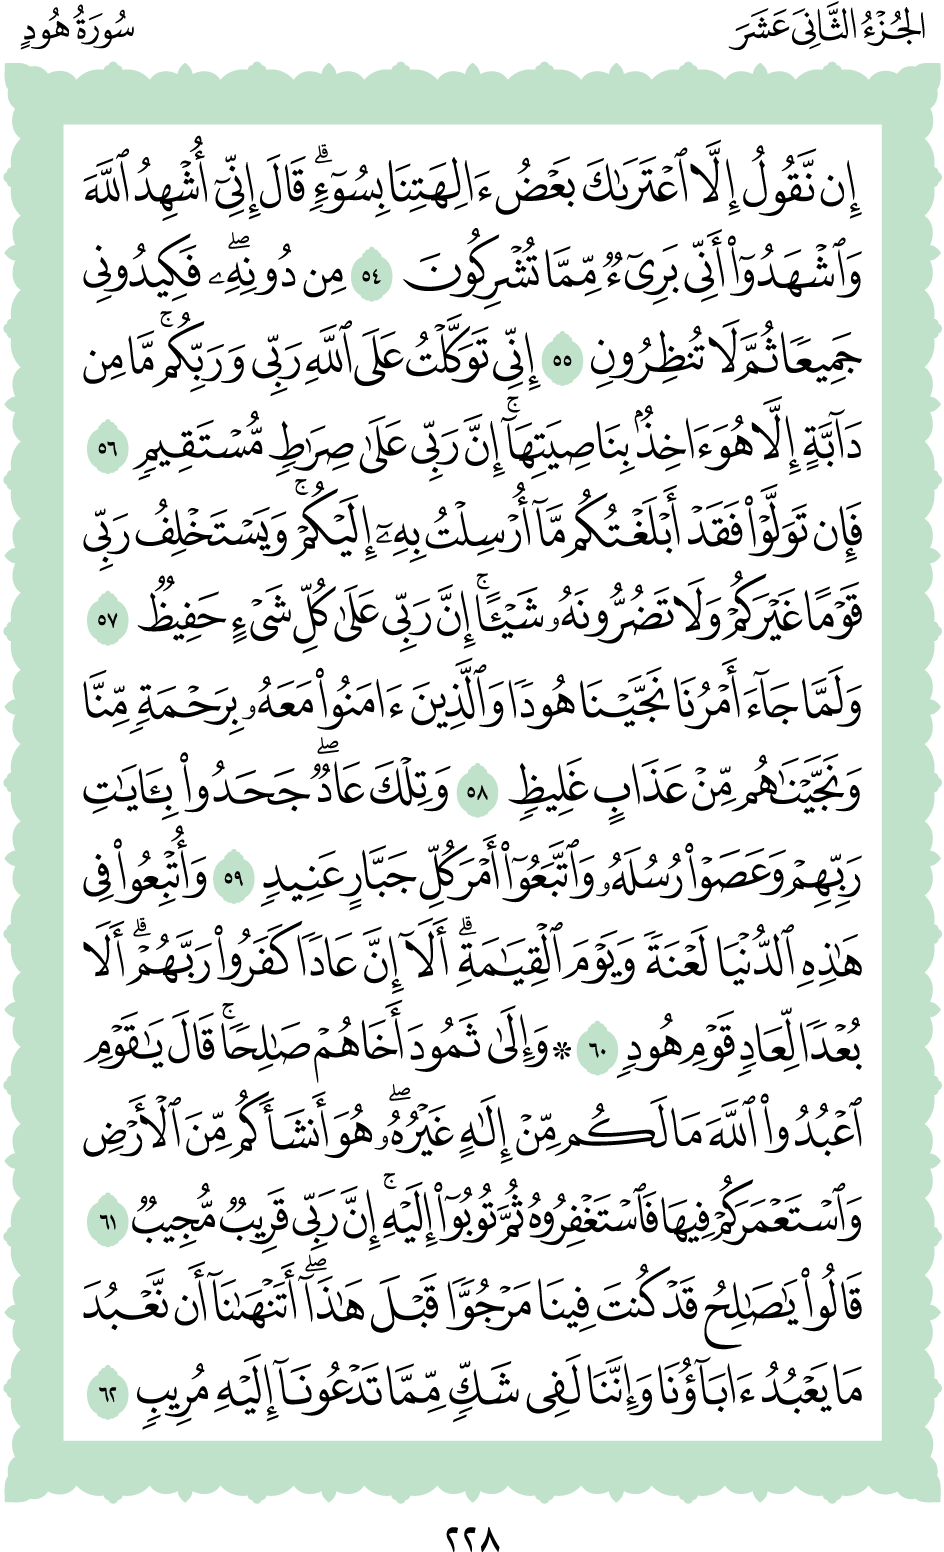 الجُزْءُ الثَّانِيَ عَشَرَ
سُورَةُ هُودٍ
إِن نَّقُولُ إِلَّا ٱعْتَرَىٰكَ بَعْضُ ءَالِهَتِنَا بِسُوٓءٍۗ قَالَ إِنِّيٓ أُشْهِدُ ٱللَّهَ
وَٱشْهَدُوٓا۟ أَنِّي بَرِيٓءٌ مِّمَّا تُشْرِكُونَ ٥٤ مِن دُونِهِۦۖ فَكِيدُونِي
جَمِيعًا ثُمَّ لَا تُنظِرُونِ ٥٥ إِنِّي تَوَكَّلْتُ عَلَى ٱللَّهِ رَبِّي وَرَبِّكُمۚ مَّا مِن
دَآبَّةٍ إِلَّا هُوَ ءَاخِذٌۢ بِنَاصِيَتِهَآۚ إِنَّ رَبِّي عَلَىٰ صِرَٰطٍ مُّسْتَقِيمٍ ٥٦
فَإِن تَوَلَّوْا۟ فَقَدْ أَبْلَغْتُكُم مَّآ أُرْسِلْتُ بِهِۦٓ إِلَيْكُمْۚ وَيَسْتَخْلِفُ رَبِّي
قَوْمًا غَيْرَكُمْ وَلَا تَضُرُّونَهُۥ شَيْـًٔاۚ إِنَّ رَبِّي عَلَىٰ كُلِّ شَيْءٍ حَفِيظٌ ٥٧
وَلَمَّا جَآءَ أَمْرُنَا نَجَّيْنَا هُودًا وَٱلَّذِينَ ءَامَنُوا۟ مَعَهُۥ بِرَحْمَةٍ مِّنَّا
وَنَجَّيْنَٰهُم مِّنْ عَذَابٍ غَلِيظٍ ٥٨ وَتِلْكَ عَادٌۖ جَحَدُوا۟ بِـَٔايَٰتِ
رَبِّهِمْ وَعَصَوْا۟ رُسُلَهُۥ وَٱتَّبَعُوٓا۟ أَمْرَ كُلِّ جَبَّارٍ عَنِيدٍ ٥٩ وَأُتْبِعُوا۟ فِي
هَٰذِهِ ٱلدُّنْيَا لَعْنَةً وَيَوْمَ ٱلْقِيَٰمَةِۗ أَلَآ إِنَّ عَادًا كَفَرُوا۟ رَبَّهُمْۗ أَلَا
بُعْدًا لِّعَادٍ قَوْمِ هُودٍ ٦٠ ۞ وَإِلَىٰ ثَمُودَ أَخَاهُمْ صَٰلِحًاۚ قَالَ يَٰقَوْمِ
ٱعْبُدُوا۟ ٱللَّهَ مَا لَكُم مِّنْ إِلَٰهٍ غَيْرُهُۥۖ هُوَ أَنشَأَكُم مِّنَ ٱلْأَرْضِ
وَٱسْتَعْمَرَكُمْ فِيهَا فَٱسْتَغْفِرُوهُ ثُمَّ تُوبُوٓا۟ إِلَيْهِۚ إِنَّ رَبِّي قَرِيبٌ مُّجِيبٌ ٦١
قَالُوا۟ يَٰصَٰلِحُ قَدْ كُنتَ فِينَا مَرْجُوًّا قَبْلَ هَٰذَآۖ أَتَنْهَىٰنَآ أَن نَّعْبُدَ
مَا يَعْبُدُ ءَابَآؤُنَا وَإِنَّنَا لَفِي شَكٍّ مِّمَّا تَدْعُونَآ إِلَيْهِ مُرِيبٍ ٦٢
٢٢٨